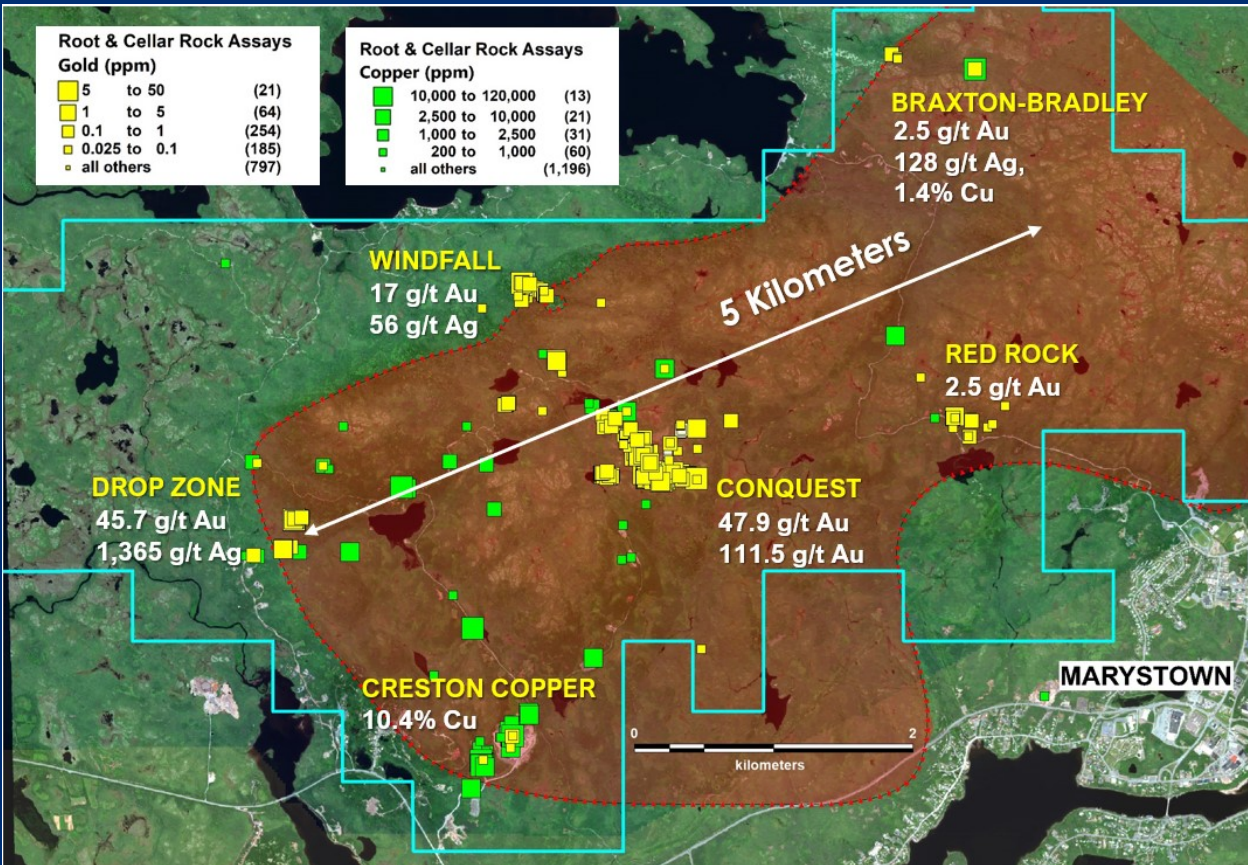 Root & Cellar Rock Assays
Gold (ppm)
5 to 50 (21)
1 to 5 (64)
0.1 to 1 (254)
0.025 to 0.1 (185)
all others (797)
Root & Cellar Rock Assays
Copper (ppm)
10,000 to 120,000 (13)
2,500 to 10,000 (21)
1,000 to 2,500 (31)
200 to 1,000 (60)
all others (1,196)
BRAXTON-BRADLEY
2.5 g/t Au
128 g/t Ag,
1.4% Cu
WINDFALL
17 g/t Au
56 g/t Ag
5 Kilometers
RED ROCK
2.5 g/t Au
DROP ZONE
45.7 g/t Au
1,365 g/t Ag
CONQUEST
47.9 g/t Au
111.5 g/t Au
CRESTON COPPER
10.4% Cu
MARYSTOWN
0 2
kilometers